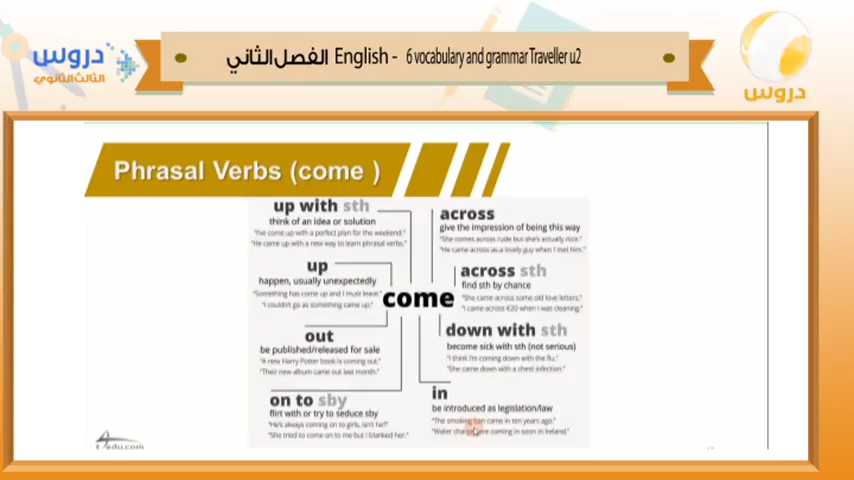 دروس
الثالث الثانوي
English - الفصل الثاني 6 vocabulary and grammar Traveller u2
دروس
Phrasal Verbs (come )
up with sth
think of an idea or solution
"I've come up with a perfect plan for the weekend."
"He came up with a new way to learn phrasal verbs."
up
happen, usually unexpectedly
"Something has come up and I must leave."
"I couldn't go as something came up."
out
be published/released for sale
"A new Harry Potter book is coming out."
"Their new album came out last month."
on to sby
flirt with or try to seduce sby
"He's always coming on to girls, isn't he?"
"She tried to come on to me but I blanked her."
come
across
give the impression of being this way
"She comes across rude but she's actually nice."
"He came across as a lovely guy when I met him."
across sth
find sth by chance
"She came across some old love letters."
"I came across €20 when I was cleaning."
down with sth
become sick with sth (not serious)
"I think I'm coming down with the flu."
"She came down with a chest infection."
in
be introduced as legislation/law
"The smoking ban came in ten years ago."
"Water charges are coming in soon in Ireland."
edu.com